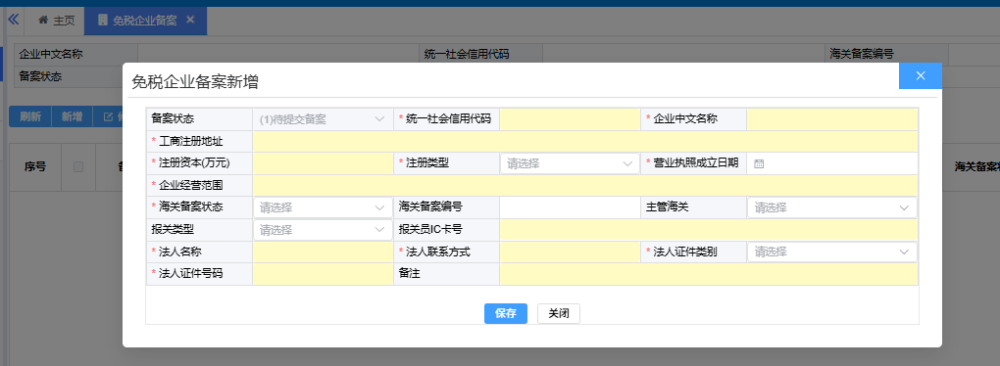 主页 免税企业备案
企业中文名称 统一社会信用代码 海关备案编号
备案状态
免税企业备案新增
刷新 新增
序号
海关备案
备案状态 (1)待提交备案 * 统一社会信用代码 * 企业中文名称
* 工商注册地址
* 注册资本(万元) * 注册类型 请选择 * 营业执照成立日期
* 企业经营范围
* 海关备案状态 请选择 海关备案编号 主管海关 请选择
报关类型 请选择 报关员IC卡号
* 法人名称 * 法人联系方式 * 法人证件类别 请选择
* 法人证件号码 备注
保存 关闭